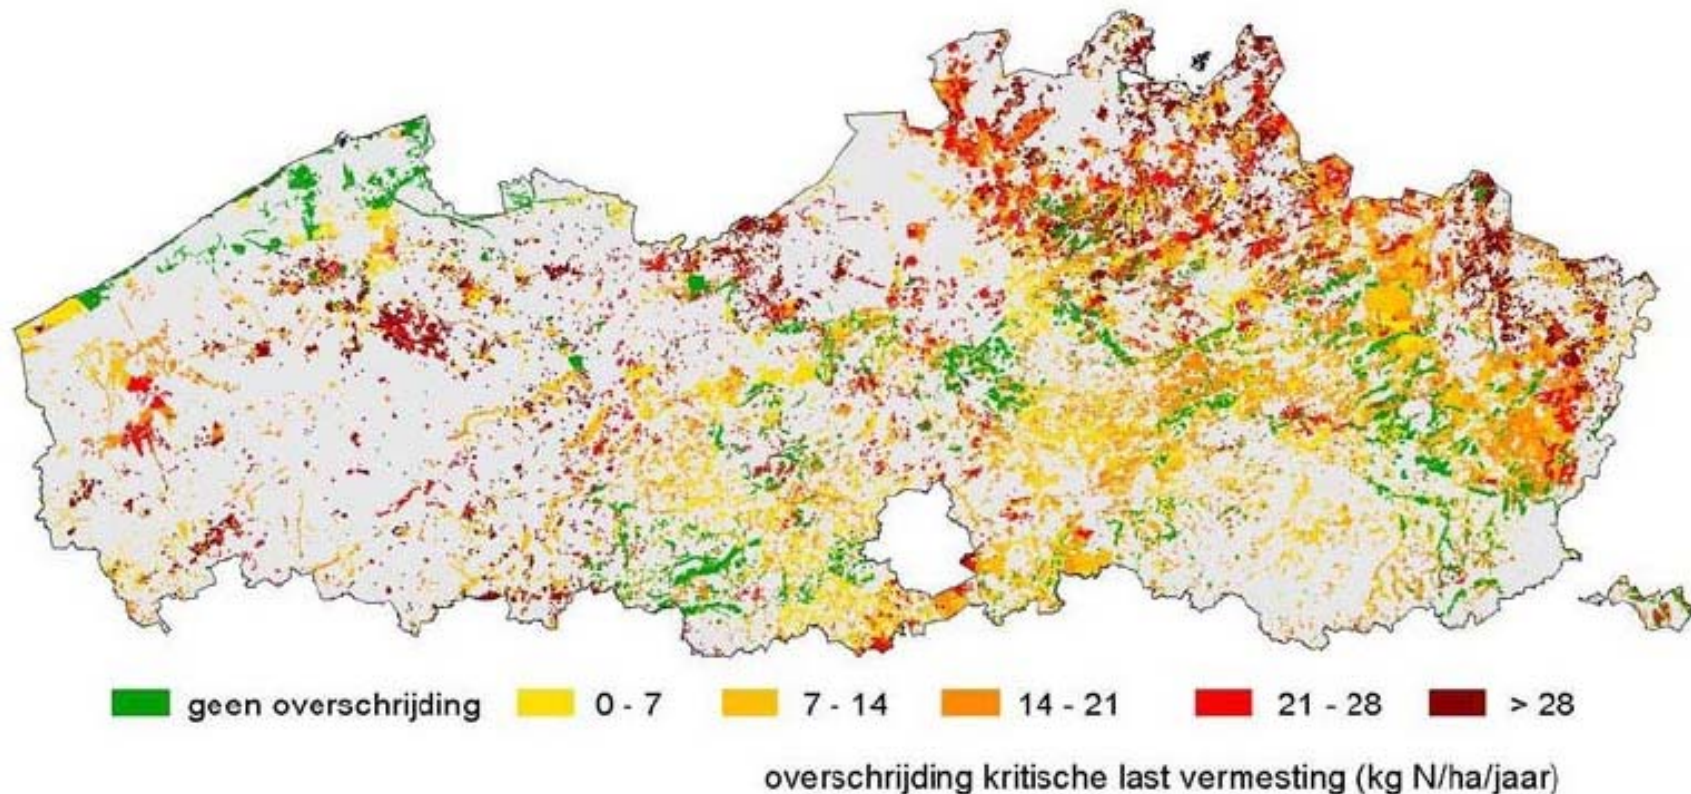 geen overschrijding 0 - 7 7 - 14 14 - 21 21 - 28 > 28
overschrijding kritische last vermesting (kg N/ha/jaar)